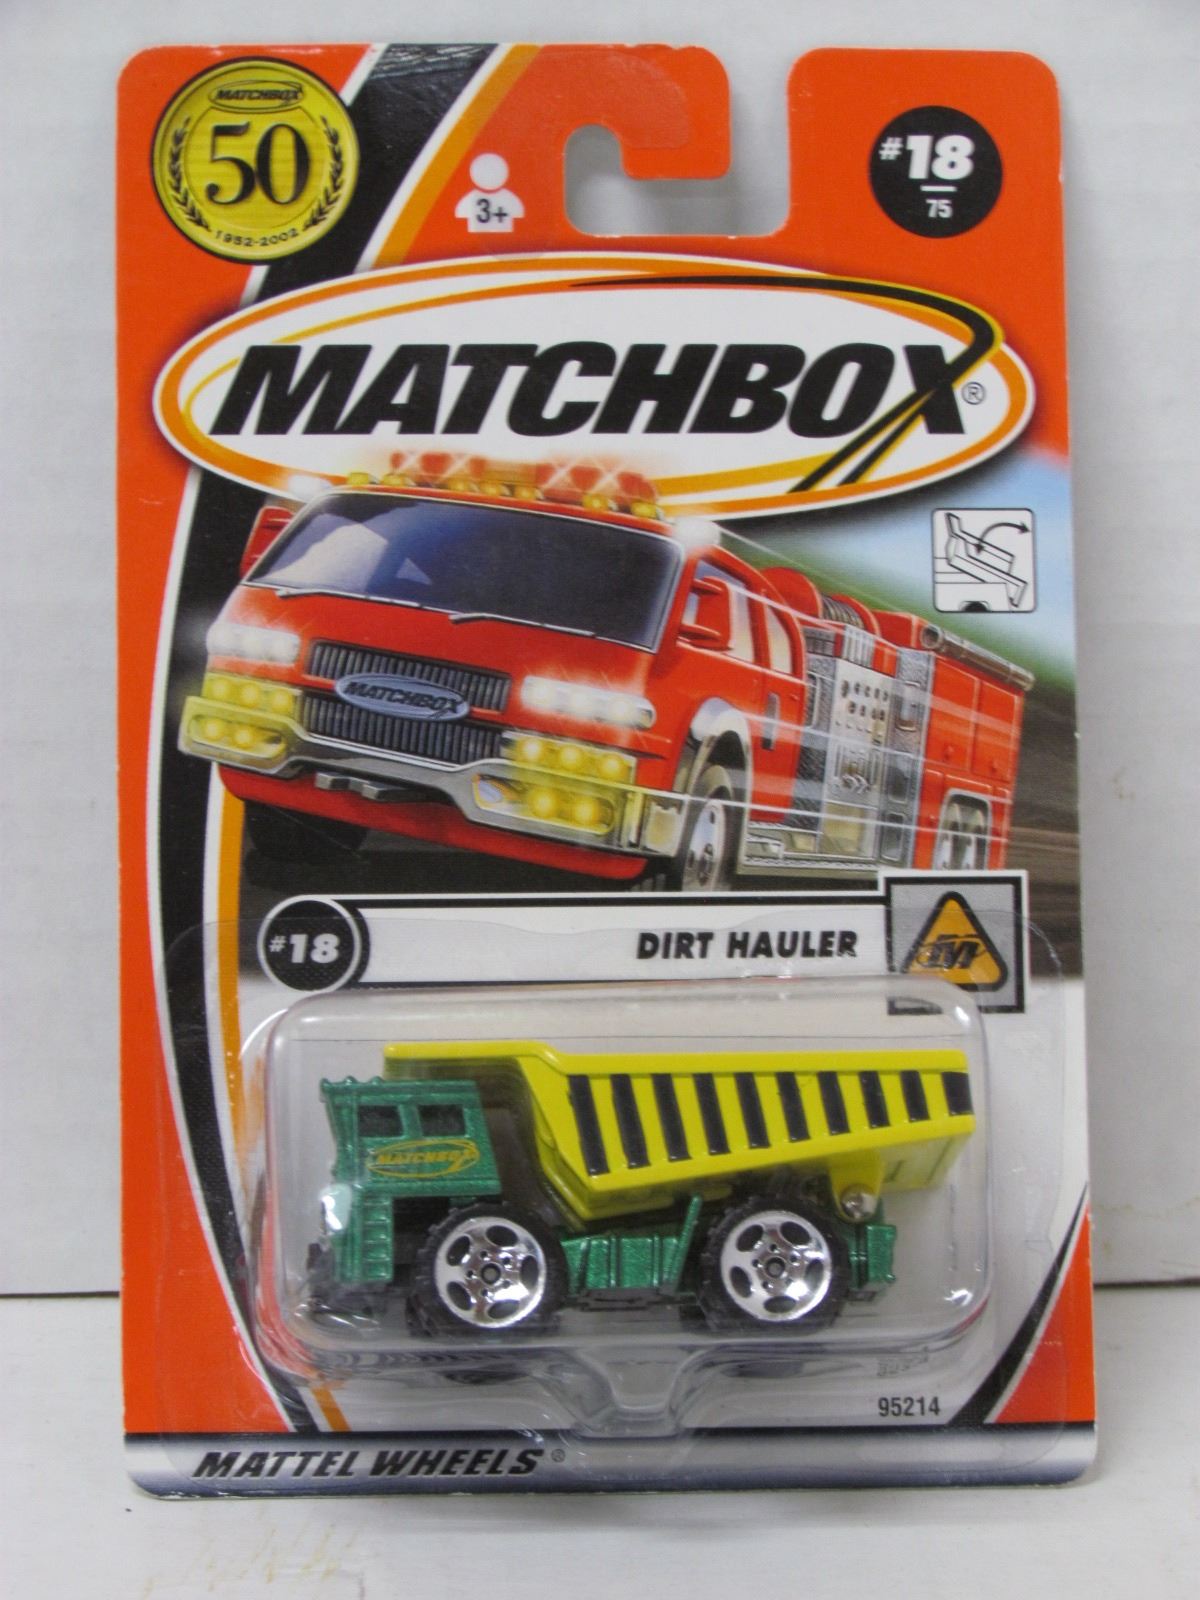 MATCHBOX
50
1952-2002
3+
#18
75
MATCHBOX®
MATCHBOX
#18
DIRT HAULER
MATCHBOX
95214
MATTEL WHEELS®